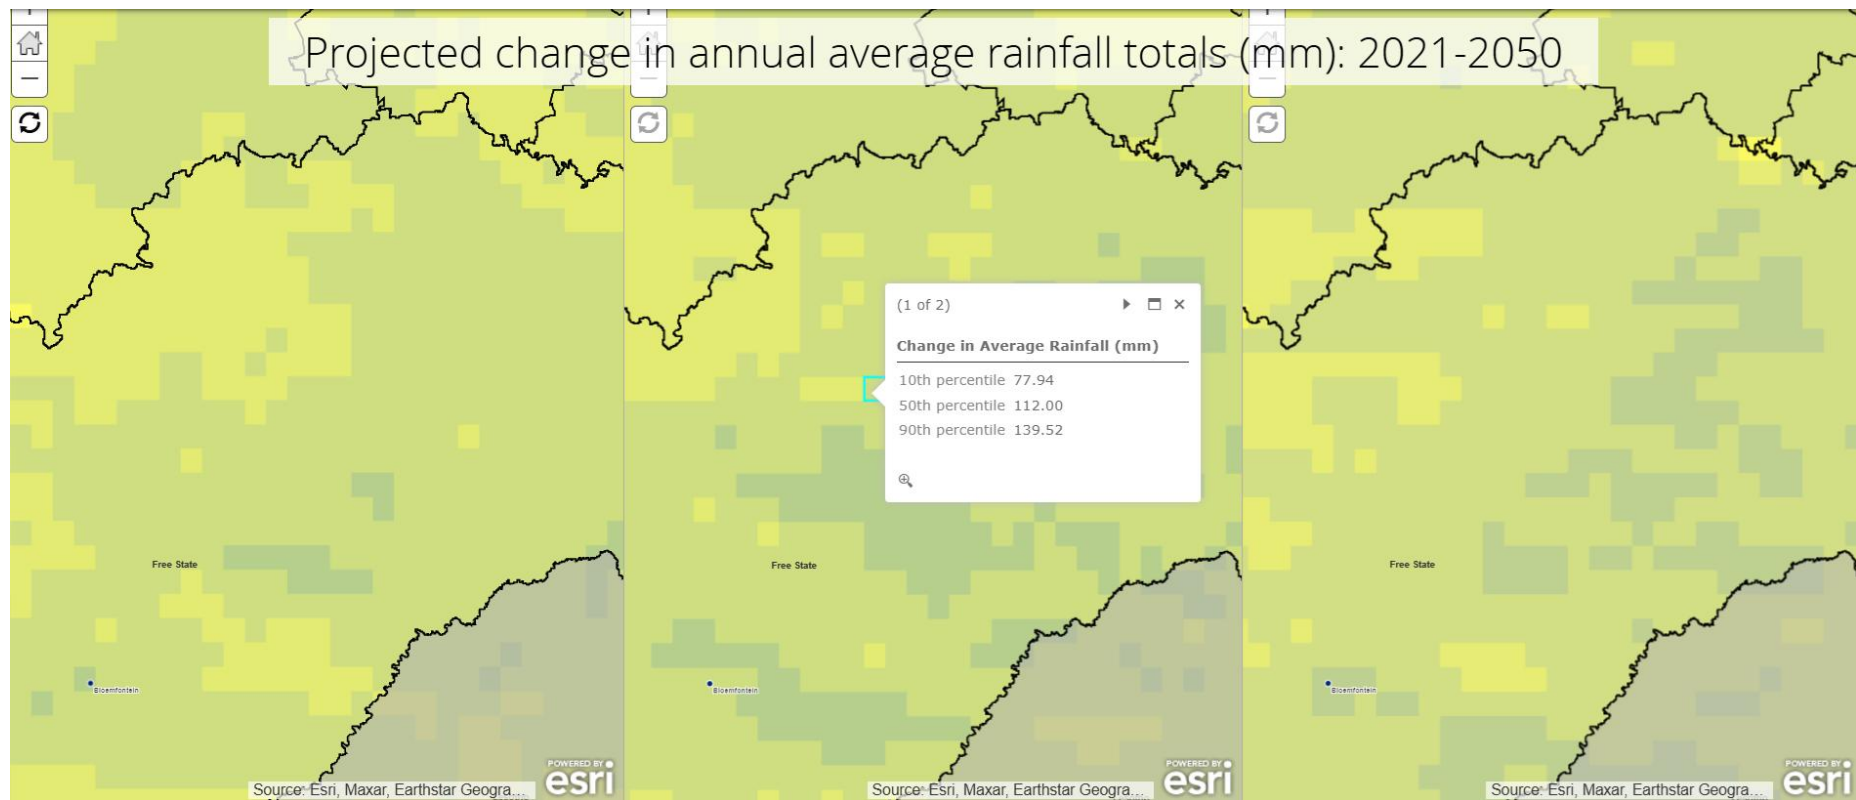 Projected change in annual average rainfall totals (mm): 2021-2050
(1 of 2)
Change in Average Rainfall (mm)
10th percentile 77.94
50th percentile 112.00
90th percentile 139.52
Free State
Free State
Free State
Bloemfontein
Bloemfontein
Bloemfontein
POWERED BY
esri
Source: Esri, Maxar, Earthstar Geogra...
POWERED BY
esri
Source: Esri, Maxar, Earthstar Geogra...
POWERED BY
esri
Source: Esri, Maxar, Earthstar Geogra...